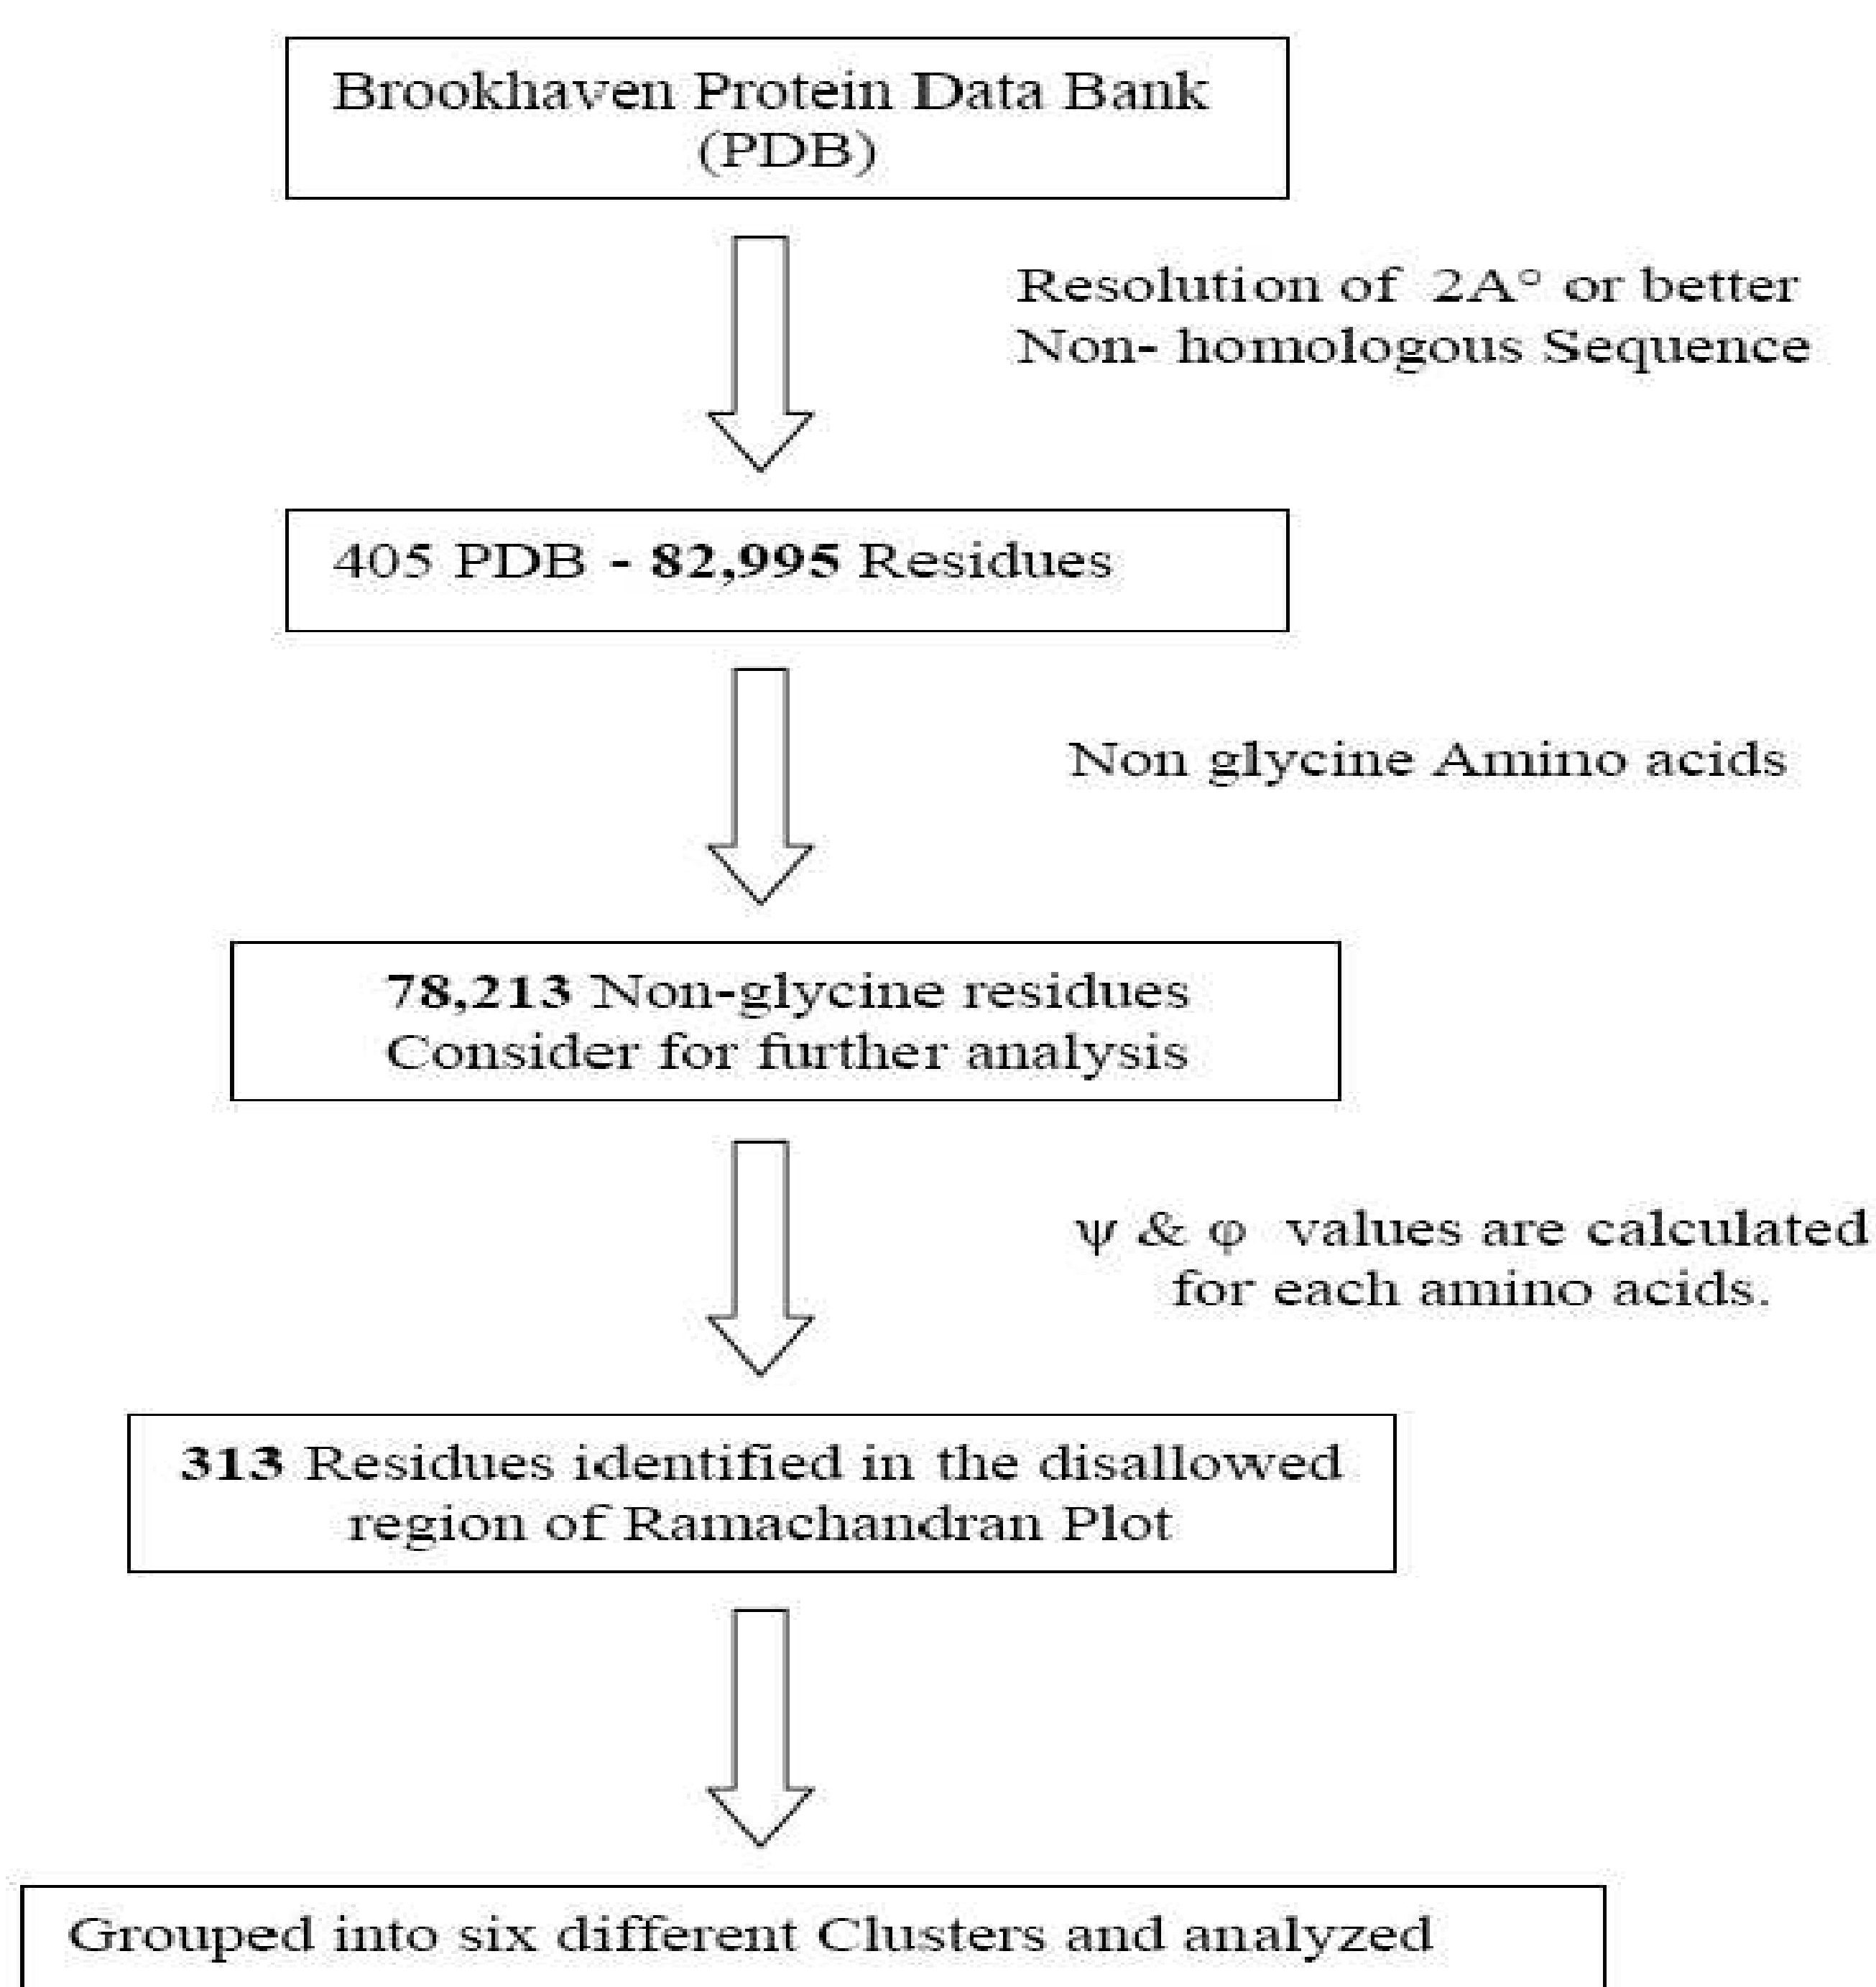 Brookhaven Protein Data Bank
(PDB)
Resolution of 2A° or better
Non- homologous Sequence
405 PDB - 82,995 Residues
Non glycine Amino acids
78,213 Non-glycine residues
Consider for further analysis
ψ & φ values are calculated
for each amino acids.
313 Residues identified in the disallowed
region of Ramachandran Plot
Grouped into six different Clusters and analyzed